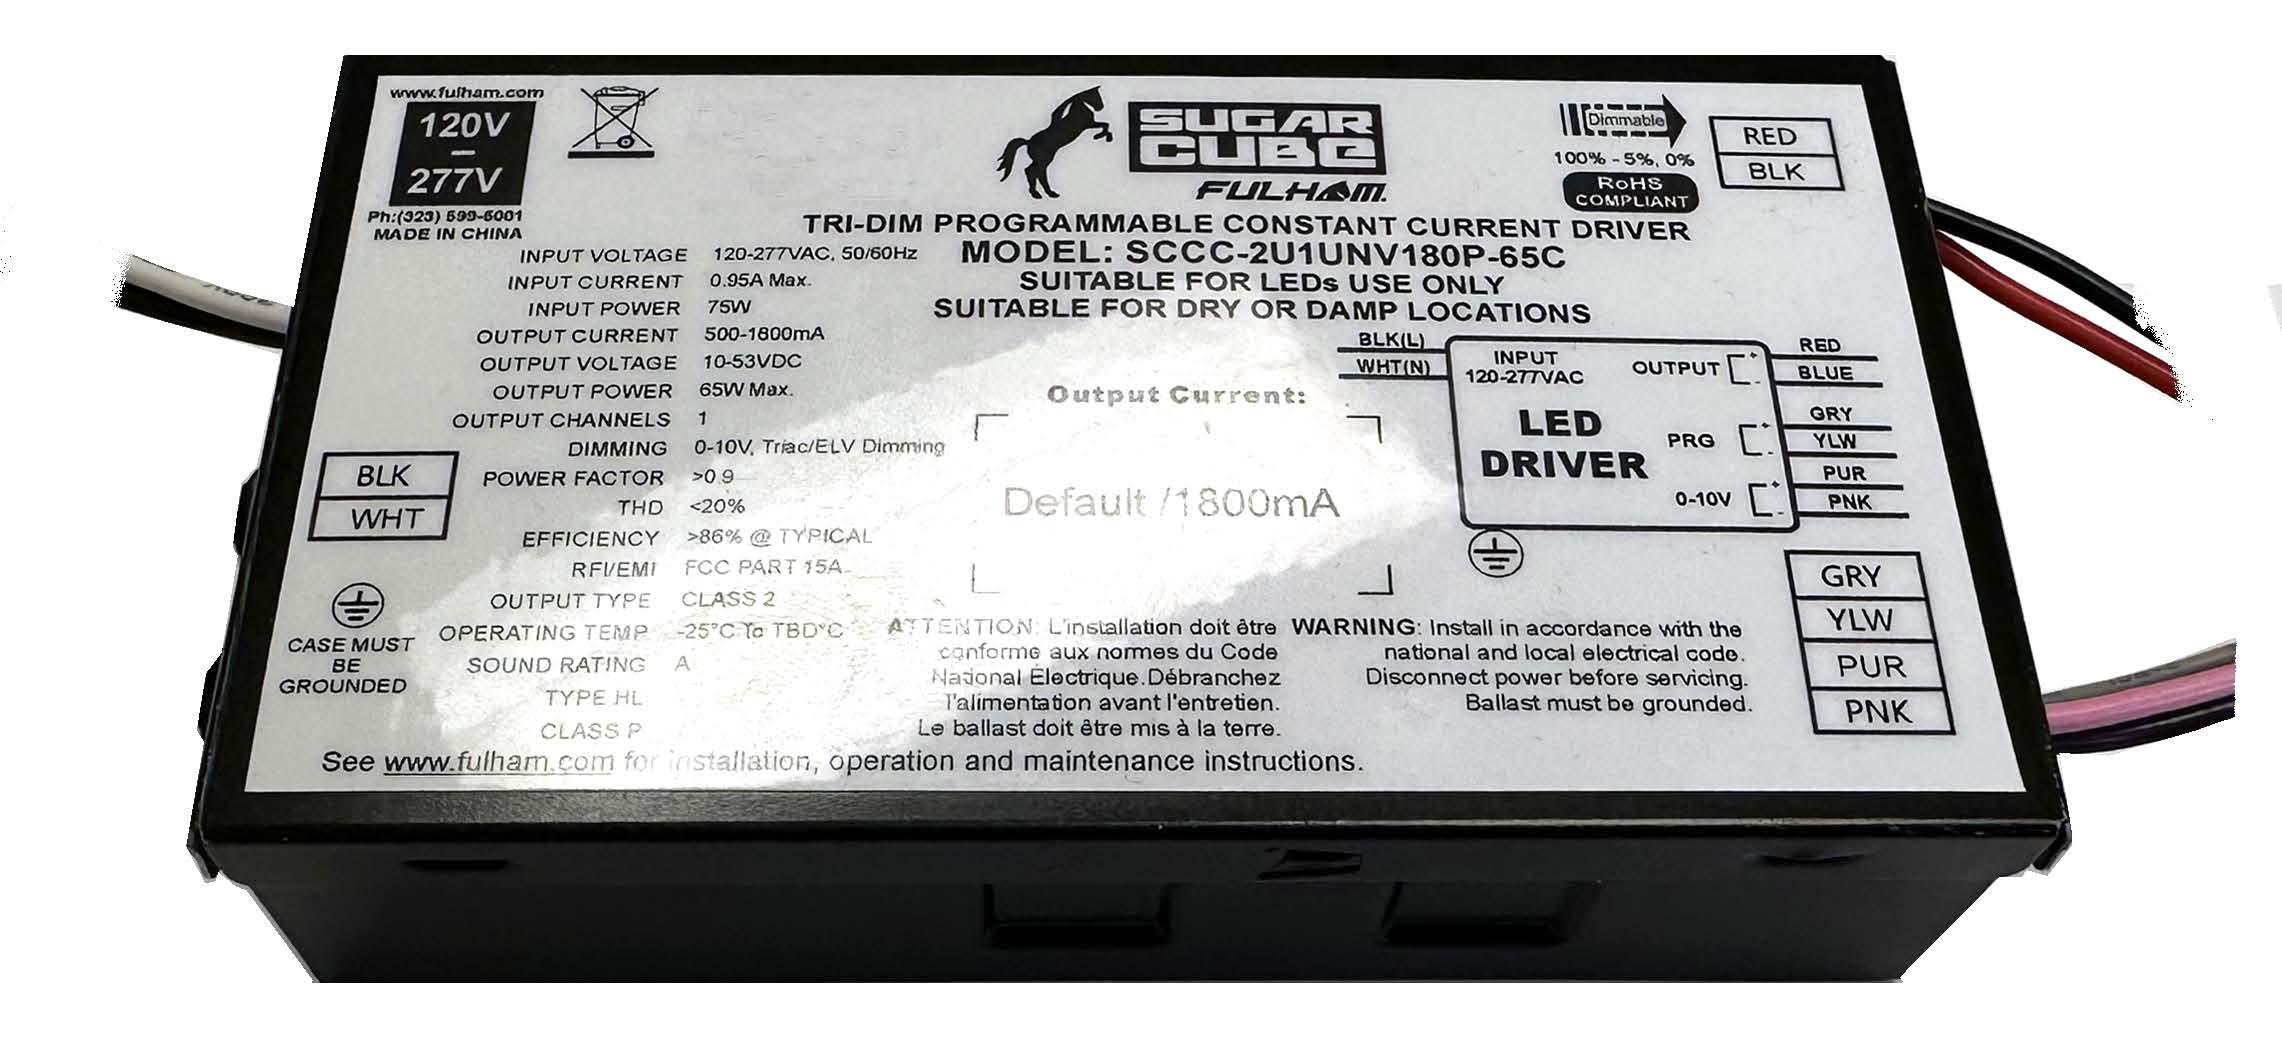 www.fulham.com
120V
-
277V
Ph:(323) 599-5001
MADE IN CHINA
SUGAR
CUBE
FULHAM.
Dimmable
100% - 5%, 0%
RoHS
COMPLIANT
RED
BLK
TRI-DIM PROGRAMMABLE CONSTANT CURRENT DRIVER
MODEL: SCCC-2U1UNV180P-65C
SUITABLE FOR LEDs USE ONLY
SUITABLE FOR DRY OR DAMP LOCATIONS
INPUT VOLTAGE 120-277VAC, 50/60Hz
INPUT CURRENT 0.95A Max.
INPUT POWER 75W
OUTPUT CURRENT 500-1800mA
OUTPUT VOLTAGE 10-53VDC
OUTPUT POWER 65W Max.
OUTPUT CHANNELS 1
DIMMING 0-10V, Triac/ELV Dimming
POWER FACTOR >0.9
THD <20%
EFFICIENCY >86% @ TYPICAL
RFI/EMI FCC PART 15A
OUTPUT TYPE CLASS 2
OPERATING TEMP -25°C To TBD°C
SOUND RATING A
TYPE HL
CLASS P
BLK
WHT
CASE MUST
BE
GROUNDED
Output Current:
Default /1800mA
BLK(L)
WHT(N)
INPUT
120-277VAC
OUTPUT + -
LED
DRIVER
PRG + -
0-10V + -
RED
BLUE
GRY
YLW
PUR
PNK
GRY
YLW
PUR
PNK
ATTENTION: L'installation doit être
conforme aux normes du Code
National Électrique.Débranchez
l'alimentation avant l'entretien.
Le ballast doit être mis à la terre.
WARNING: Install in accordance with the
national and local electrical code.
Disconnect power before servicing.
Ballast must be grounded.
See www.fulham.com for installation, operation and maintenance instructions.